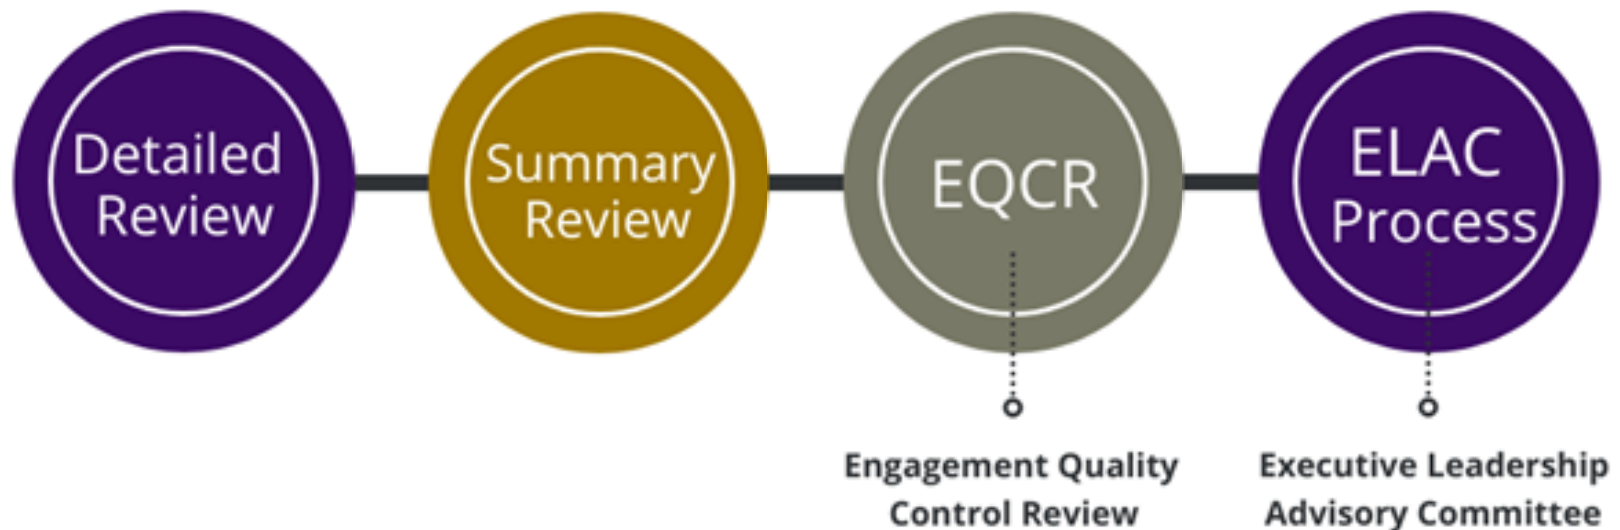 Detailed
Review
Summary
Review
EQCR
ELAC
Process
Engagement Quality
Control Review
Executive Leadership
Advisory Committee